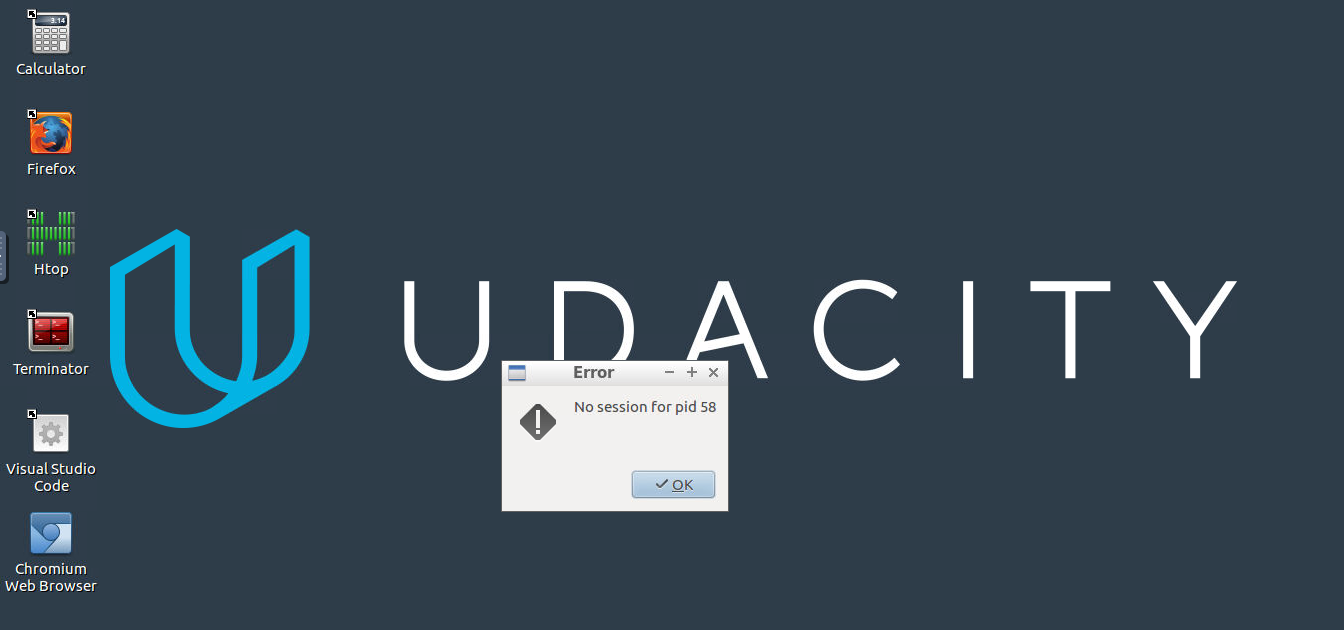 3.14
Calculator
Firefox
Htop
Terminator
Visual Studio
Code
Chromium
Web Browser
UDACITY
Error
No session for pid 58
OK